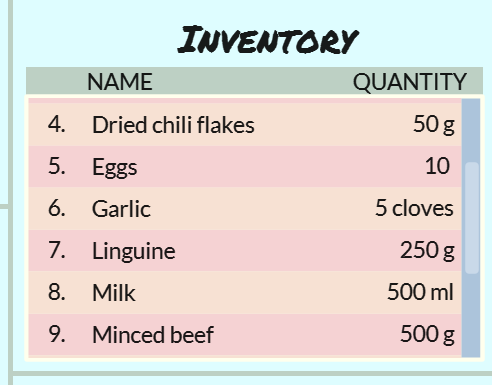 Inventory
NAME QUANTITY
4. Dried chili flakes 50 g
5. Eggs 10
6. Garlic 5 cloves
7. Linguine 250 g
8. Milk 500 ml
9. Minced beef 500 g